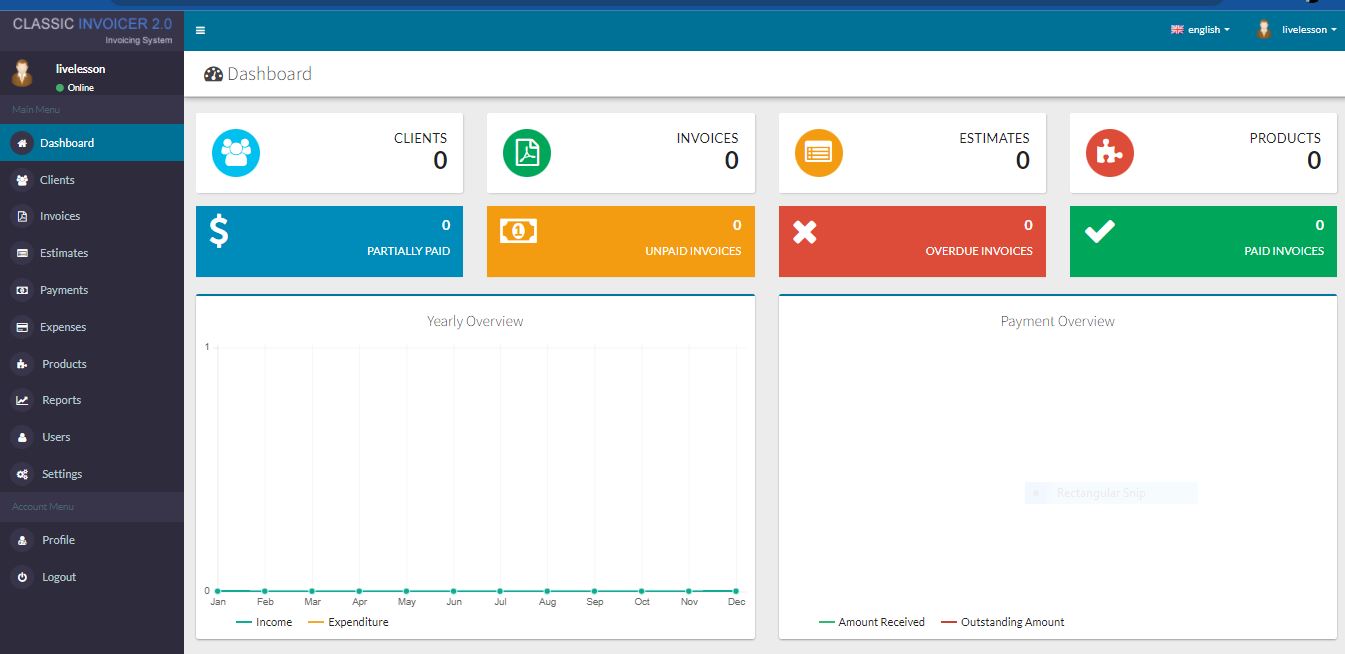 CLASSIC INVOICER 2.0
Invoicing System
english
livelesson
livelesson
Online
Main Menu
Dashboard
Clients
Invoices
Estimates
Payments
Expenses
Products
Reports
Users
Settings
Account Menu
Profile
Logout
Dashboard
CLIENTS
0
INVOICES
0
ESTIMATES
0
PRODUCTS
0
0
PARTIALLY PAID
1
0
UNPAID INVOICES
0
OVERDUE INVOICES
0
PAID INVOICES
Yearly Overview
1
0
Jan Feb Mar Apr May Jun Jul Aug Sep Oct Nov Dec
Income Expenditure
Payment Overview
Rectangular Snip
Amount Received Outstanding Amount